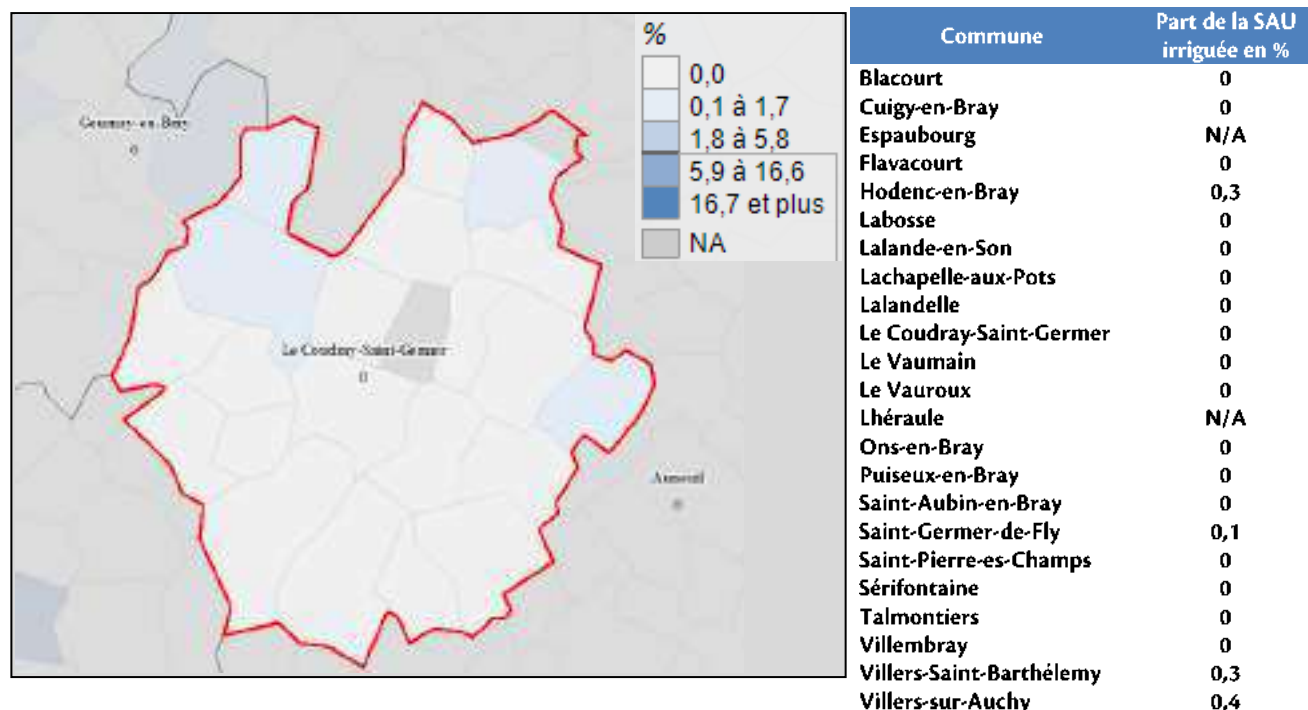 %
0,0
0,1 à 1,7
1,8 à 5,8
5,9 à 16,6
16,7 et plus
NA
Gournay-en-Bray
Le Coudray-Saint-Germer
Auneuil
Commune Part de la SAU irriguée en %
Blacourt 0
Cuigy-en-Bray 0
Espaubourg N/A
Flavacourt 0
Hodenc-en-Bray 0,3
Labosse 0
Lalande-en-Son 0
Lachapelle-aux-Pots 0
Lalandelle 0
Le Coudray-Saint-Germer 0
Le Vaumain 0
Le Vauroux 0
Lhéraule N/A
Ons-en-Bray 0
Puiseux-en-Bray 0
Saint-Aubin-en-Bray 0
Saint-Germer-de-Fly 0,1
Saint-Pierre-es-Champs 0
Sérifontaine 0
Talmontiers 0
Villembray 0
Villers-Saint-Barthélemy 0,3
Villers-sur-Auchy 0,4